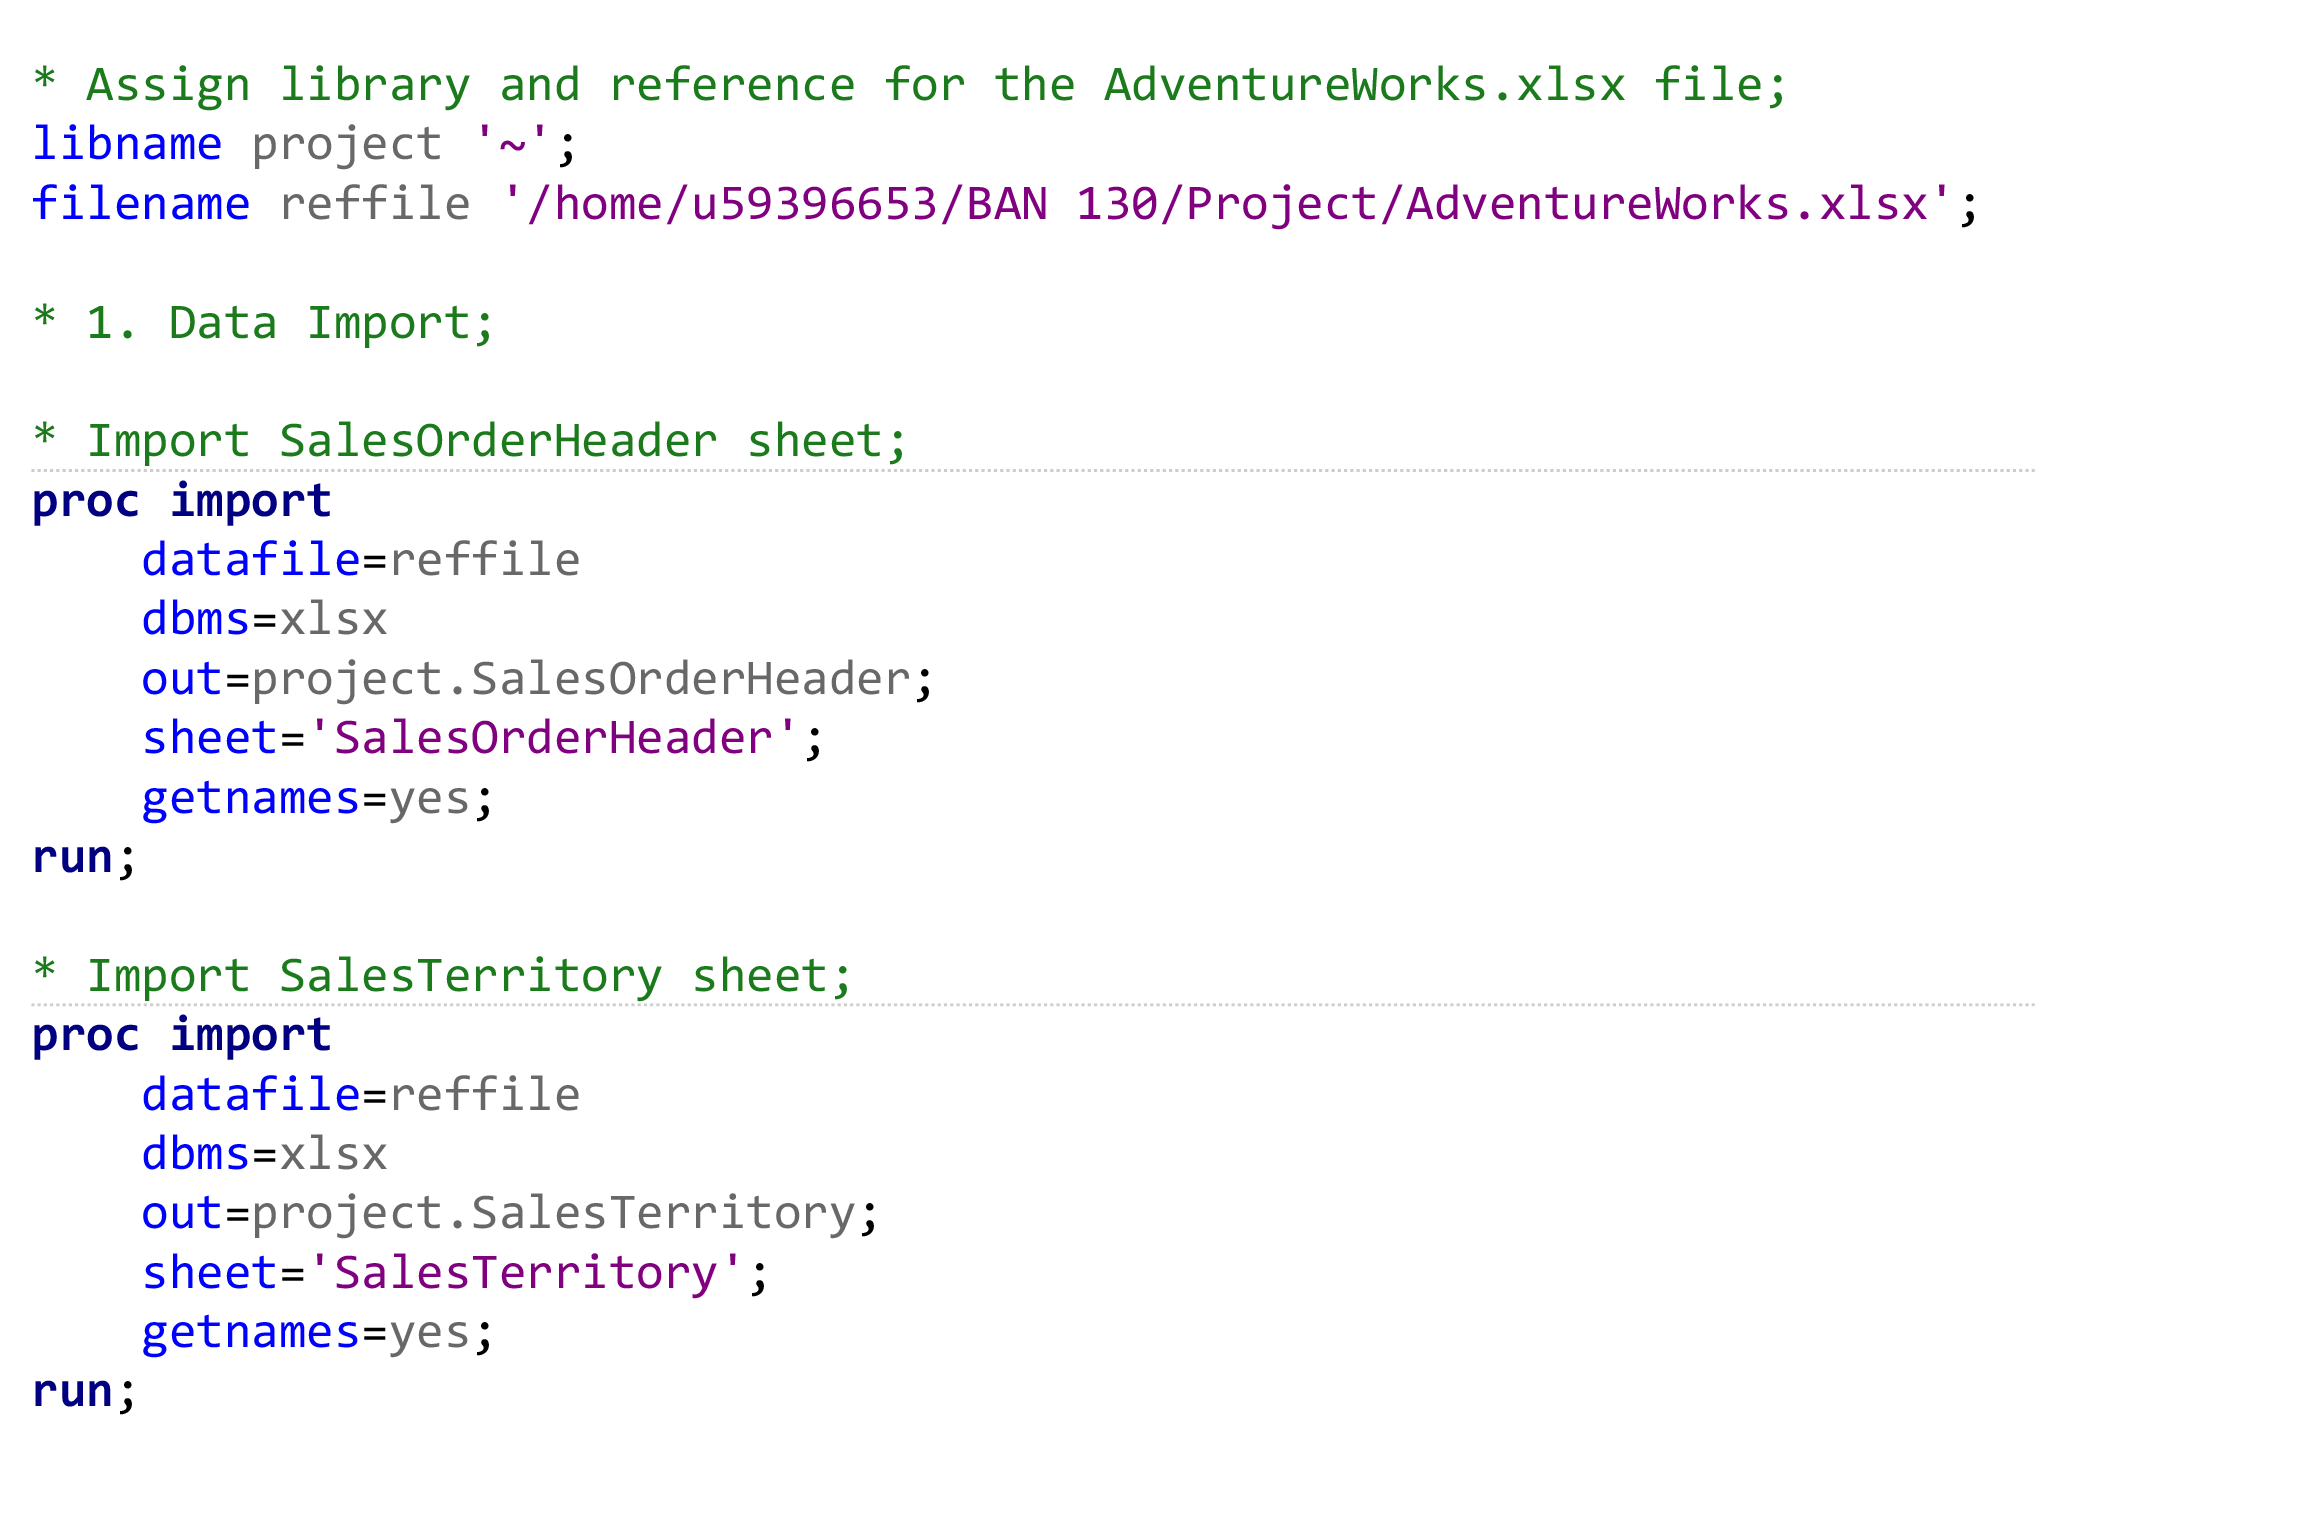 * Assign library and reference for the AdventureWorks.xlsx file;
libname project '~';
filename reffile '/home/u59396653/BAN 130/Project/AdventureWorks.xlsx';
* 1. Data Import;
* Import SalesOrderHeader sheet;
proc import
    datafile=reffile
    dbms=xlsx
    out=project.SalesOrderHeader;
    sheet='SalesOrderHeader';
    getnames=yes;
run;
* Import SalesTerritory sheet;
proc import
    datafile=reffile
    dbms=xlsx
    out=project.SalesTerritory;
    sheet='SalesTerritory';
    getnames=yes;
run;